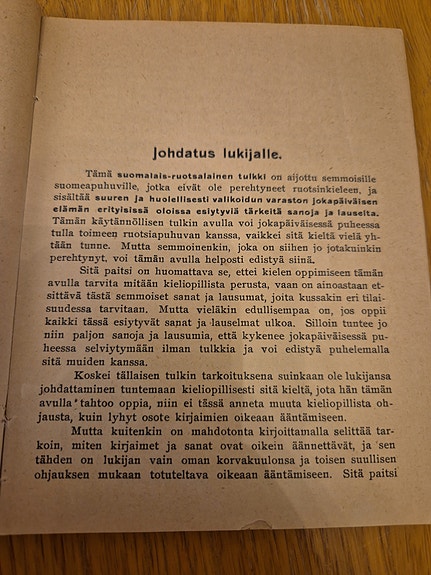 Johdatus lukijalle.
Tämä suomalais-ruotsalainen tulkki on aijottu semmoisille
suomeapuhuville, jotka eivät ole perehtyneet ruotsinkieleen, ja
sisältää suuren ja huolellisesti valikoidun varaston jokapäiväisen
elämän erityisissä oloissa esiytyviä tärkeitä sanoja ja lauseita.
Tämän käytännöllisen tulkin avulla voi jokapäiväisessä puheessa
tulla toimeen ruotsiapuhuvan kanssa, vaikkei sitä kieltä vielä yh-
tään tunne. Mutta semmoinenkin, joka on siihen jo jotakuinkin
perehtynyt, voi tämän avulla helposti edistyä siinä.
Sitä paitsi on huomattava se, ettei kielen oppimiseen tämän
avulla tarvita mitään kieliopillista perusta, vaan on ainoastaan et-
sittävä tästä semmoiset sanat ja lausumat, joita kussakin eri tilai-
suudessa tarvitaan. Mutta vieläkin edullisempaa on, jos oppii
kaikki tässä esiytyvät sanat ja lauselmat ulkoa. Silloin tuntee jo
niin paljon sanoja ja lausumia, että kykenee jokapäiväisessä pu-
heessa selviytymään ilman tulkkia ja voi edistyä puhelemalla
sitä muiden kanssa.
Koskei tällaisen tulkin tarkoituksena suinkaan ole lukijansa
johdattaminen tuntemaan kieliopillisesti sitä kieltä, jota hän tämän
avulla tahtoo oppia, niin ei tässä anneta muuta kieliopillista oh-
jausta, kuin lyhyt osote kirjaimien oikeaan ääntämiseen.
Mutta kuitenkin on mahdotonta kirjoittamalla selittää tar-
koin, miten kirjaimet ja sanat ovat oikein äännettävät, ja sen
tähden on lukijan vain oman korvakuulonsa ja toisen suullisen
ohjauksen mukaan totuteltava oikeaan ääntämiseen. Sitä paitsi